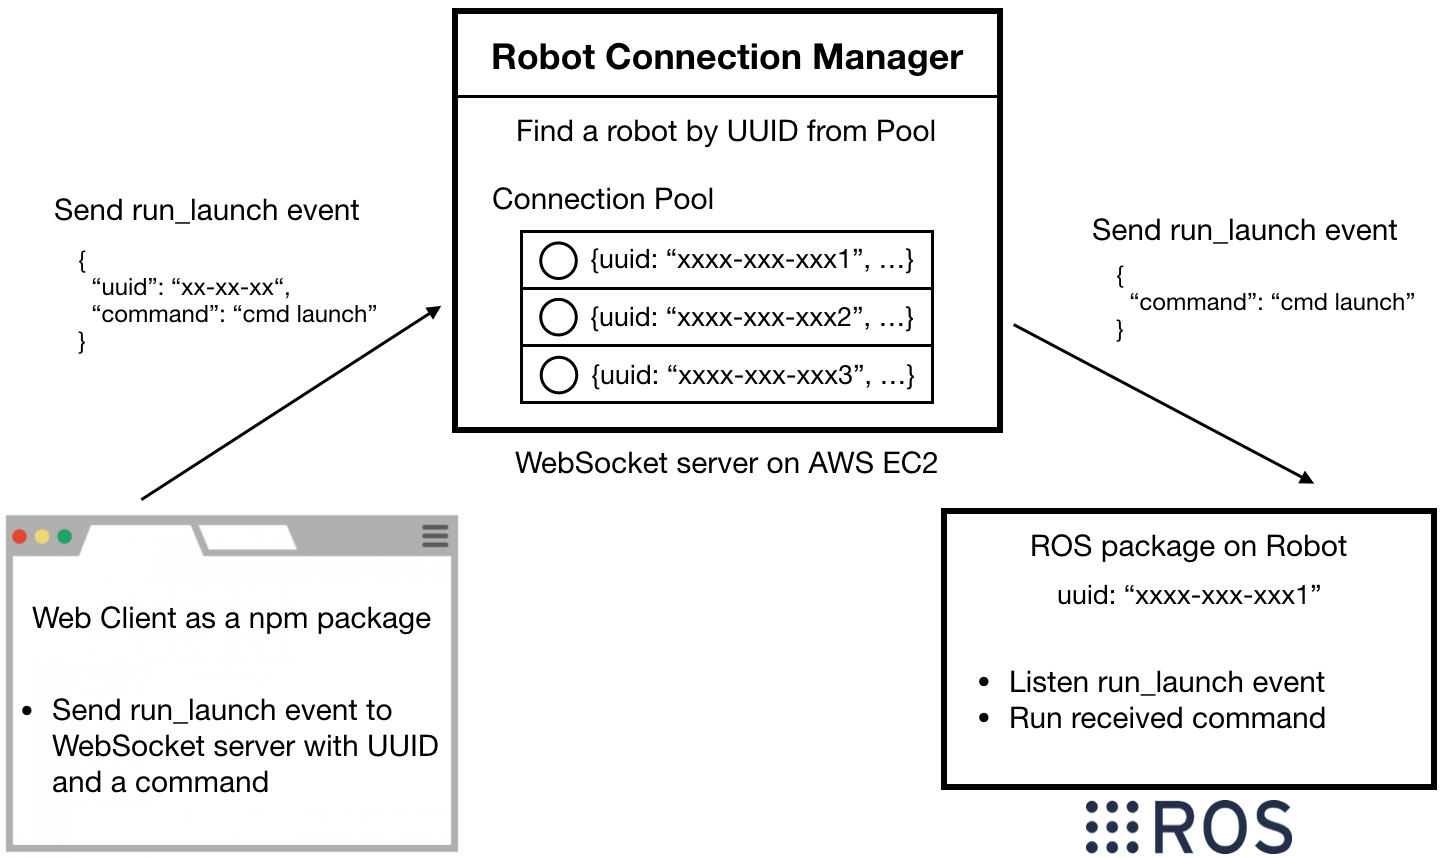 Robot Connection Manager
Find a robot by UUID from Pool
Connection Pool
{uuid: “xxxx-xxx-xxx1”, …}
{uuid: “xxxx-xxx-xxx2”, …}
{uuid: “xxxx-xxx-xxx3”, …}
WebSocket server on AWS EC2
Send run_launch event
{
“uuid”: “xx-xx-xx“,
“command”: “cmd launch”
}
Send run_launch event
{
“command”: “cmd launch”
}
Web Client as a npm package
• Send run_launch event to
WebSocket server with UUID
and a command
ROS package on Robot
uuid: “xxxx-xxx-xxx1”
• Listen run_launch event
• Run received command
ROS